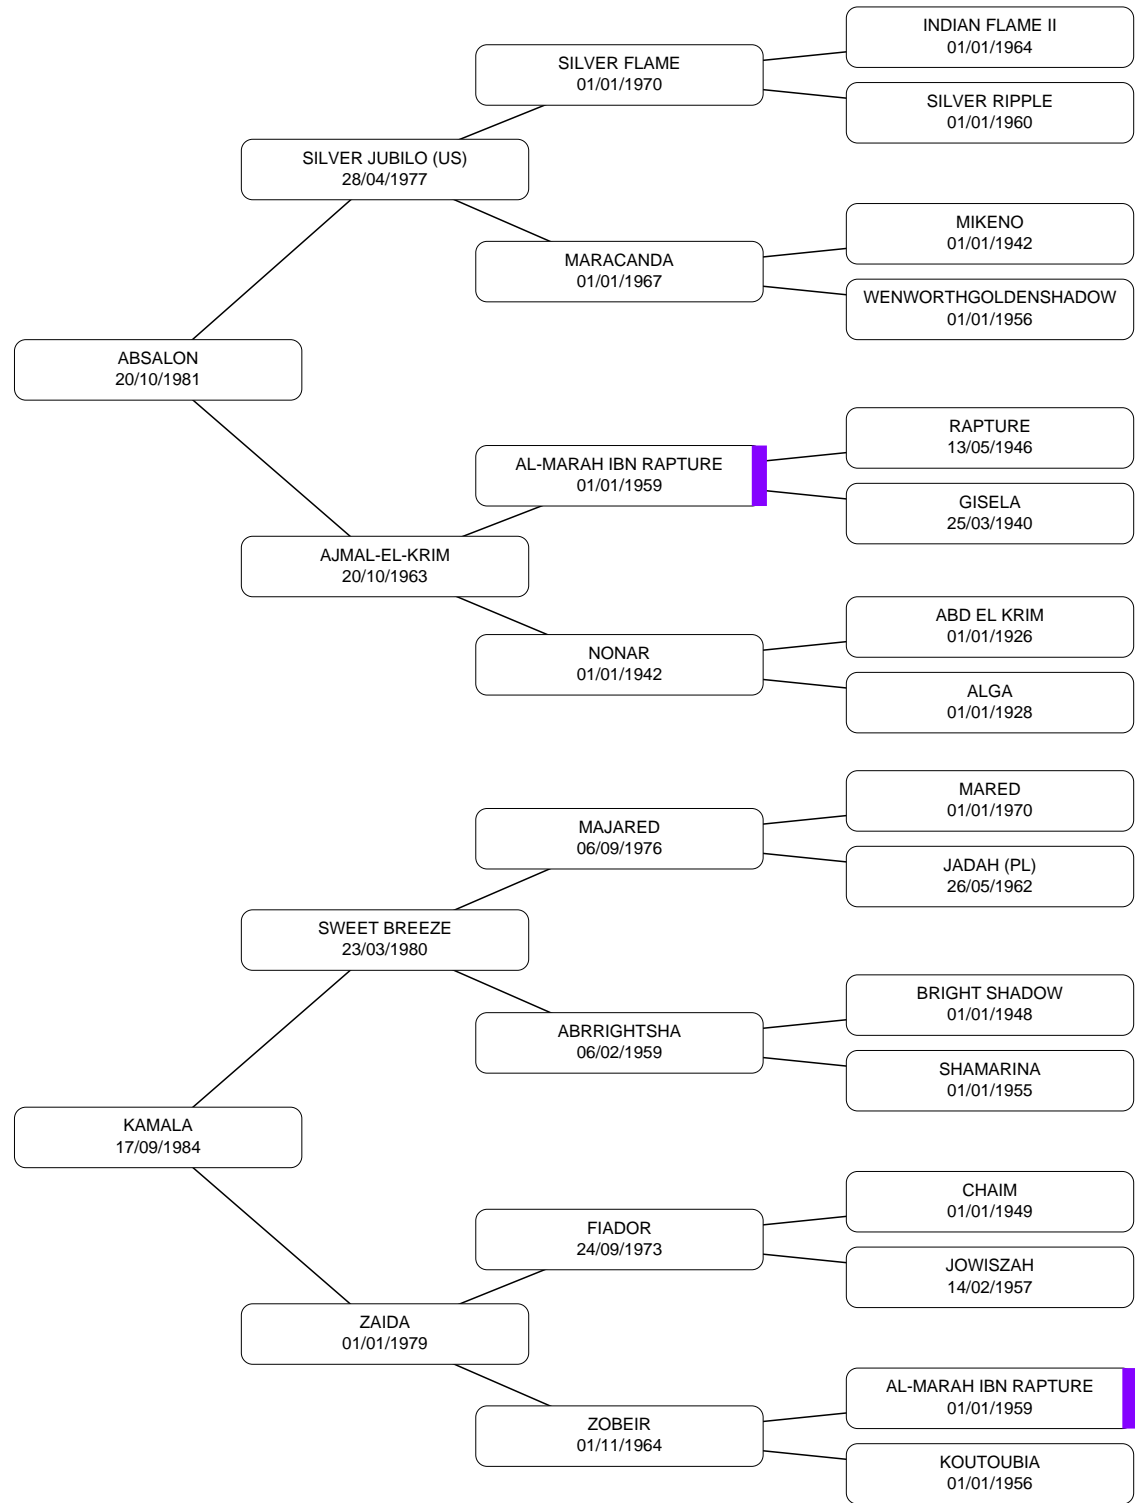 INDIAN FLAME II
01/01/1964
SILVER FLAME
01/01/1970
SILVER RIPPLE
01/01/1960
SILVER JUBILO (US)
28/04/1977
MIKENO
01/01/1942
MARACANDA
01/01/1967
WENWORTHGOLDENSHADOW
01/01/1956
ABSALON
20/10/1981
RAPTURE
13/05/1946
AL-MARAH IBN RAPTURE
01/01/1959
GISELA
25/03/1940
AJMAL-EL-KRIM
20/10/1963
ABD EL KRIM
01/01/1926
NONAR
01/01/1942
ALGA
01/01/1928
MARED
01/01/1970
MAJARED
06/09/1976
JADAH (PL)
26/05/1962
SWEET BREEZE
23/03/1980
BRIGHT SHADOW
01/01/1948
ABRRIGHTSHA
06/02/1959
SHAMARINA
01/01/1955
KAMALA
17/09/1984
CHAIM
01/01/1949
FIADOR
24/09/1973
JOWISZAH
14/02/1957
ZAIDA
01/01/1979
AL-MARAH IBN RAPTURE
01/01/1959
ZOBEIR
01/11/1964
KOUTOUBIA
01/01/1956